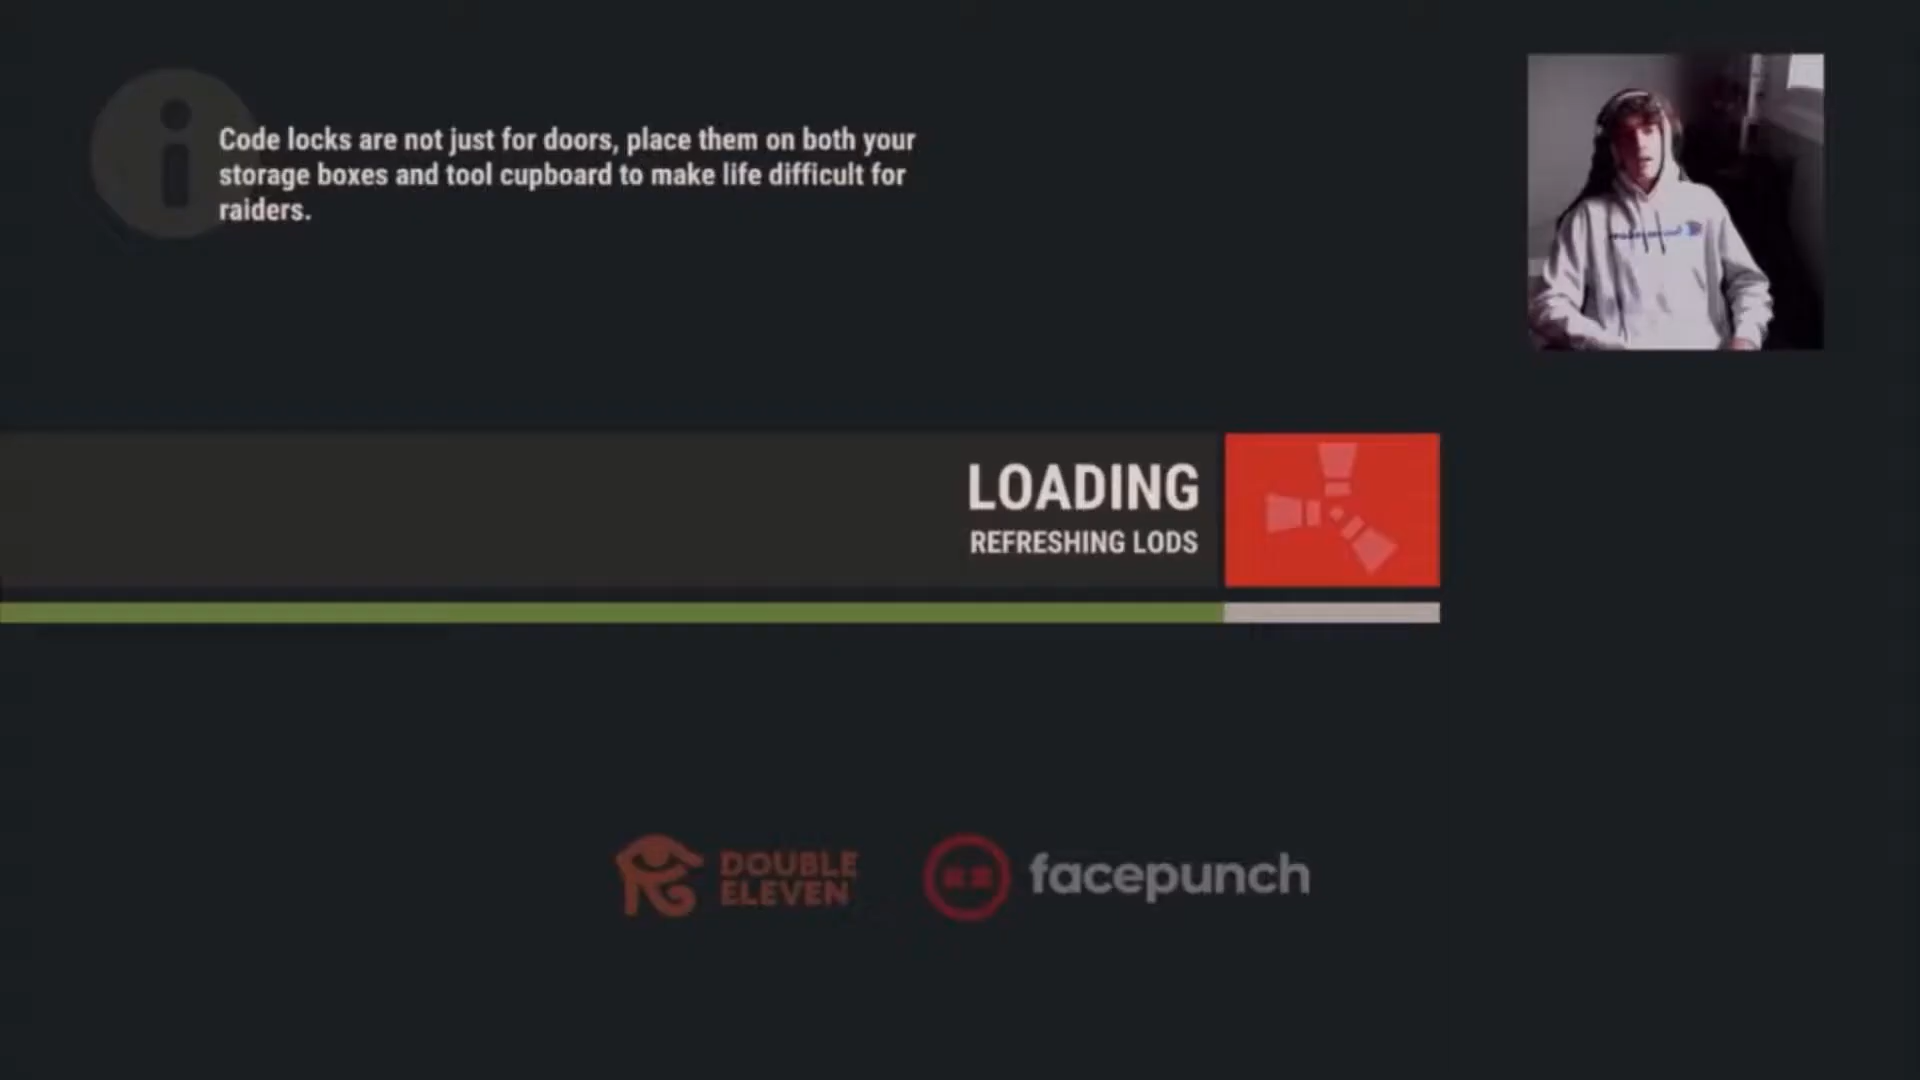 Code locks are not just for doors, place them on both your
storage boxes and tool cupboard to make life difficult for
raiders.
LOADING
REFRESHING LODS
DOUBLE
ELEVEN
facepunch